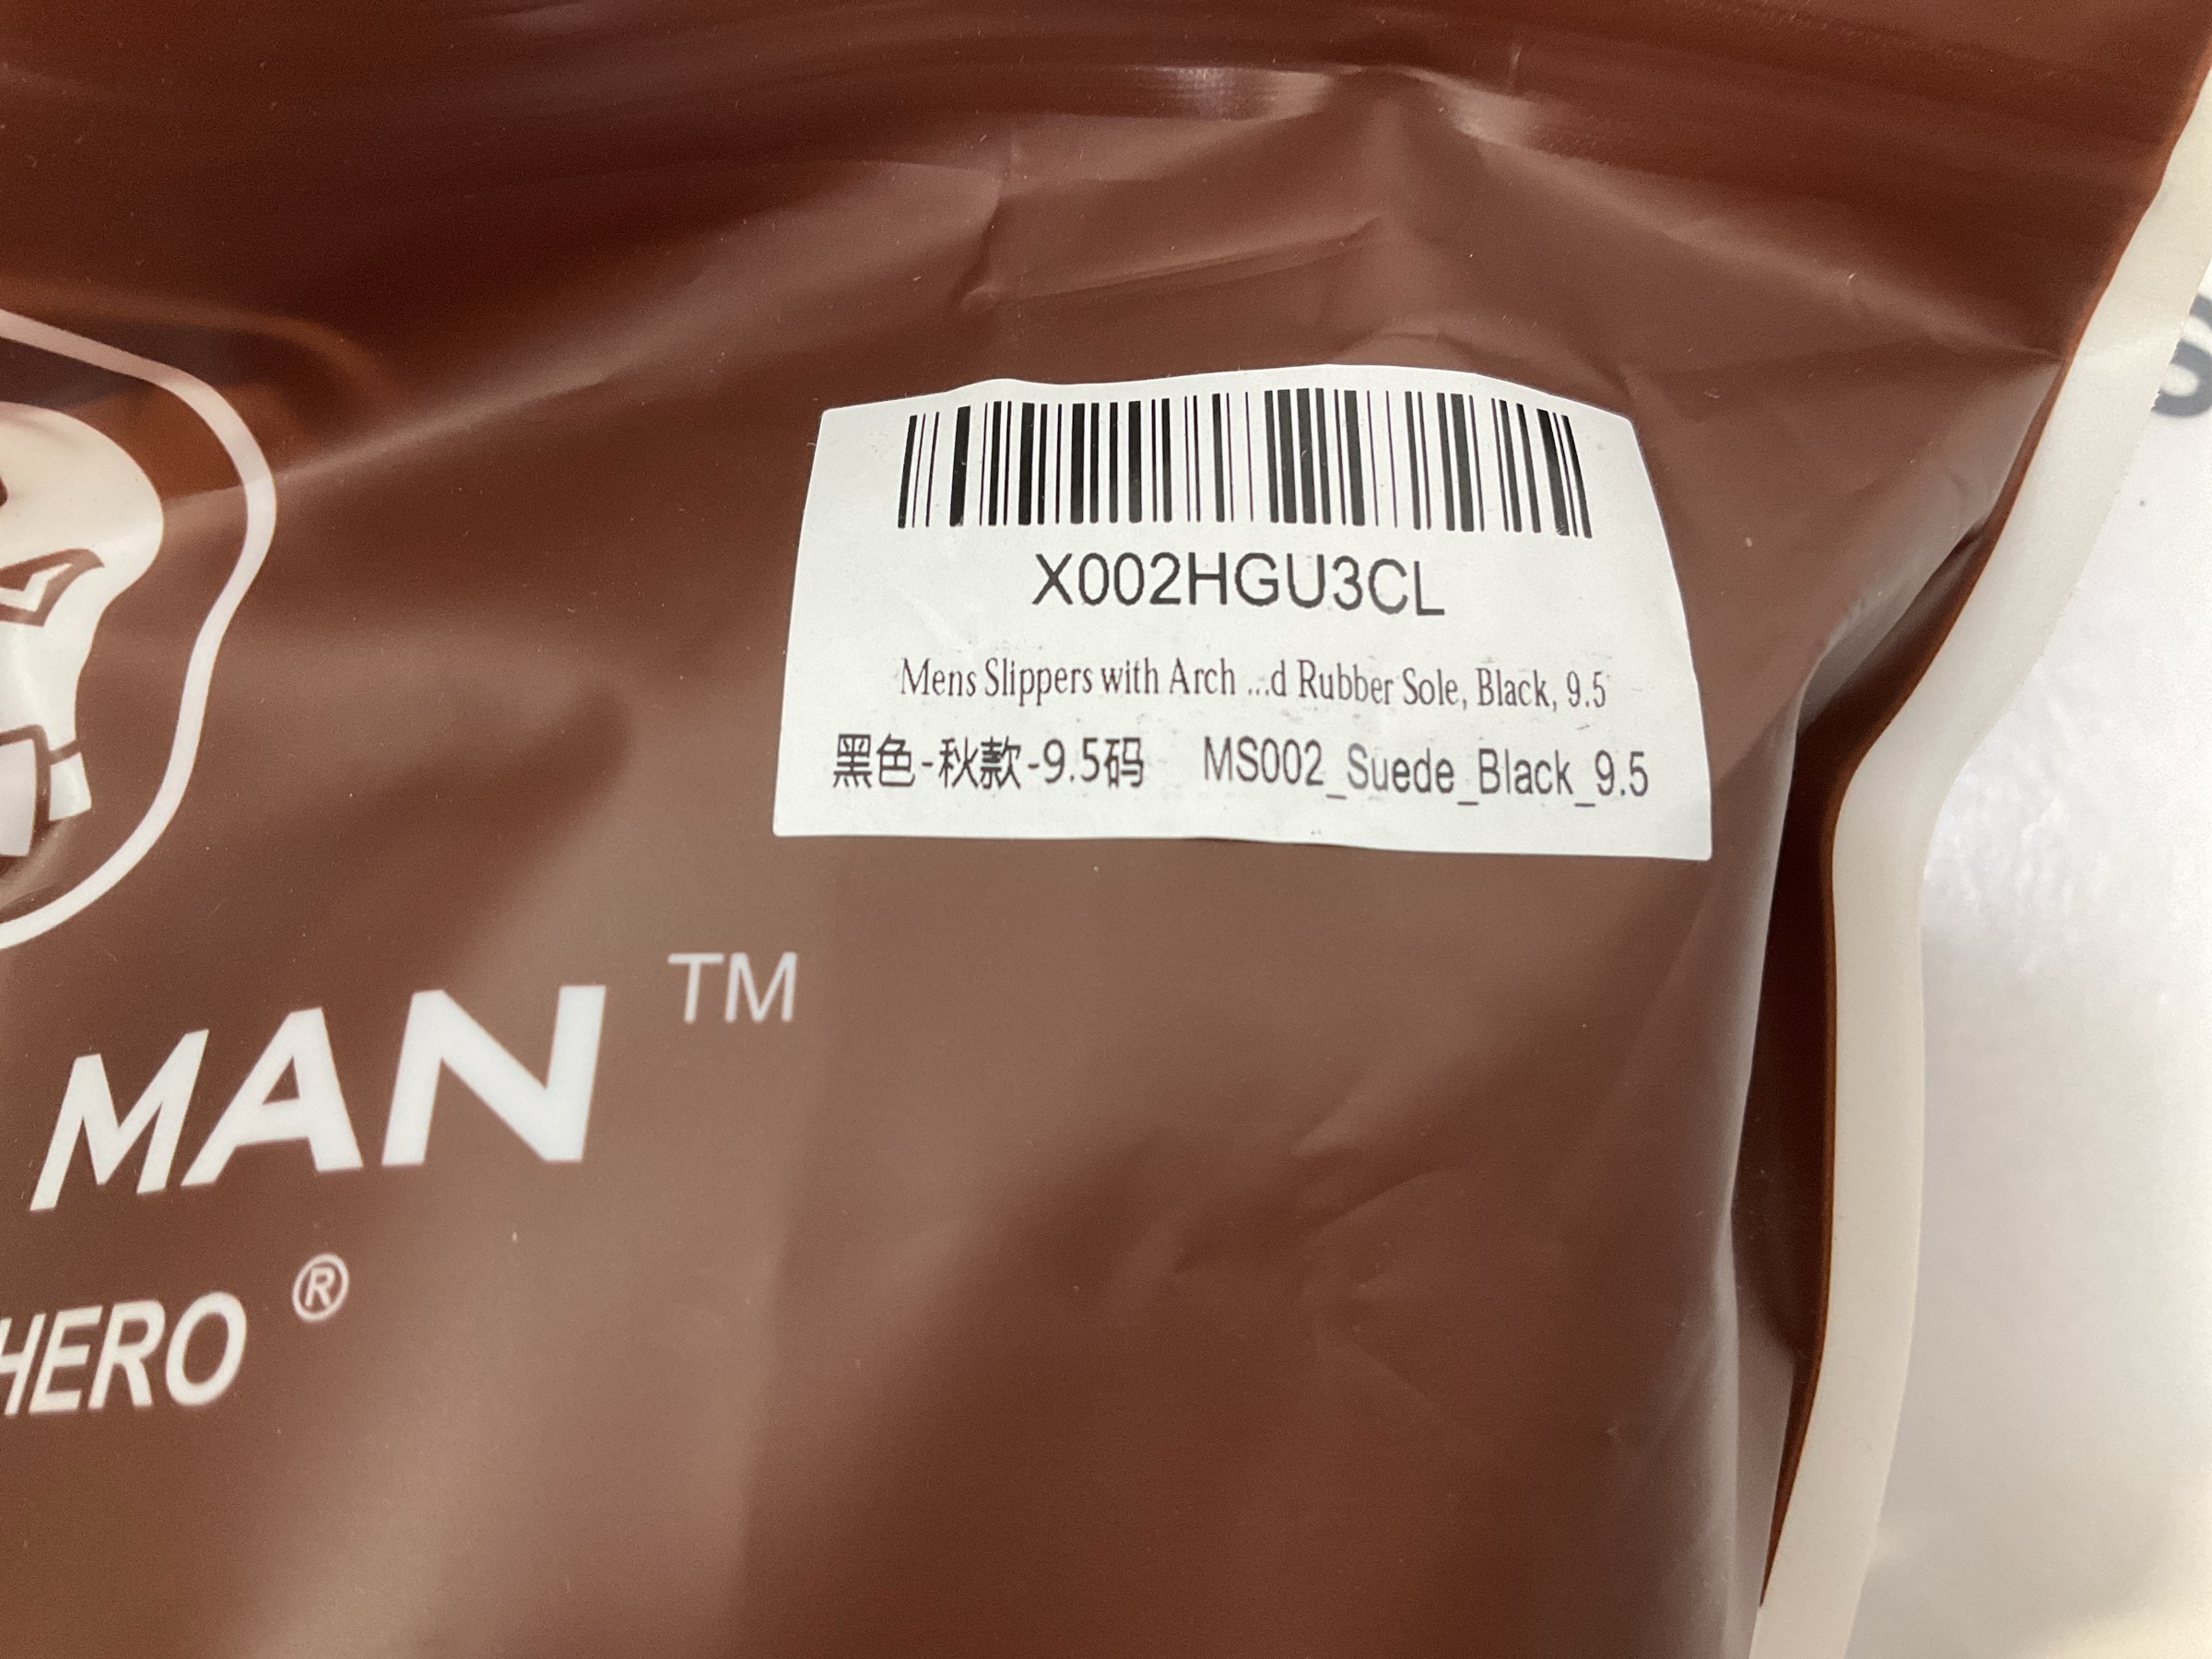 X002HGU3CL
Mens Slippers with Arch ...d Rubber Sole, Black, 9.5
黑色-秋款-9.5码 MS002_Suede_Black_9.5
MAN TM
HERO ®